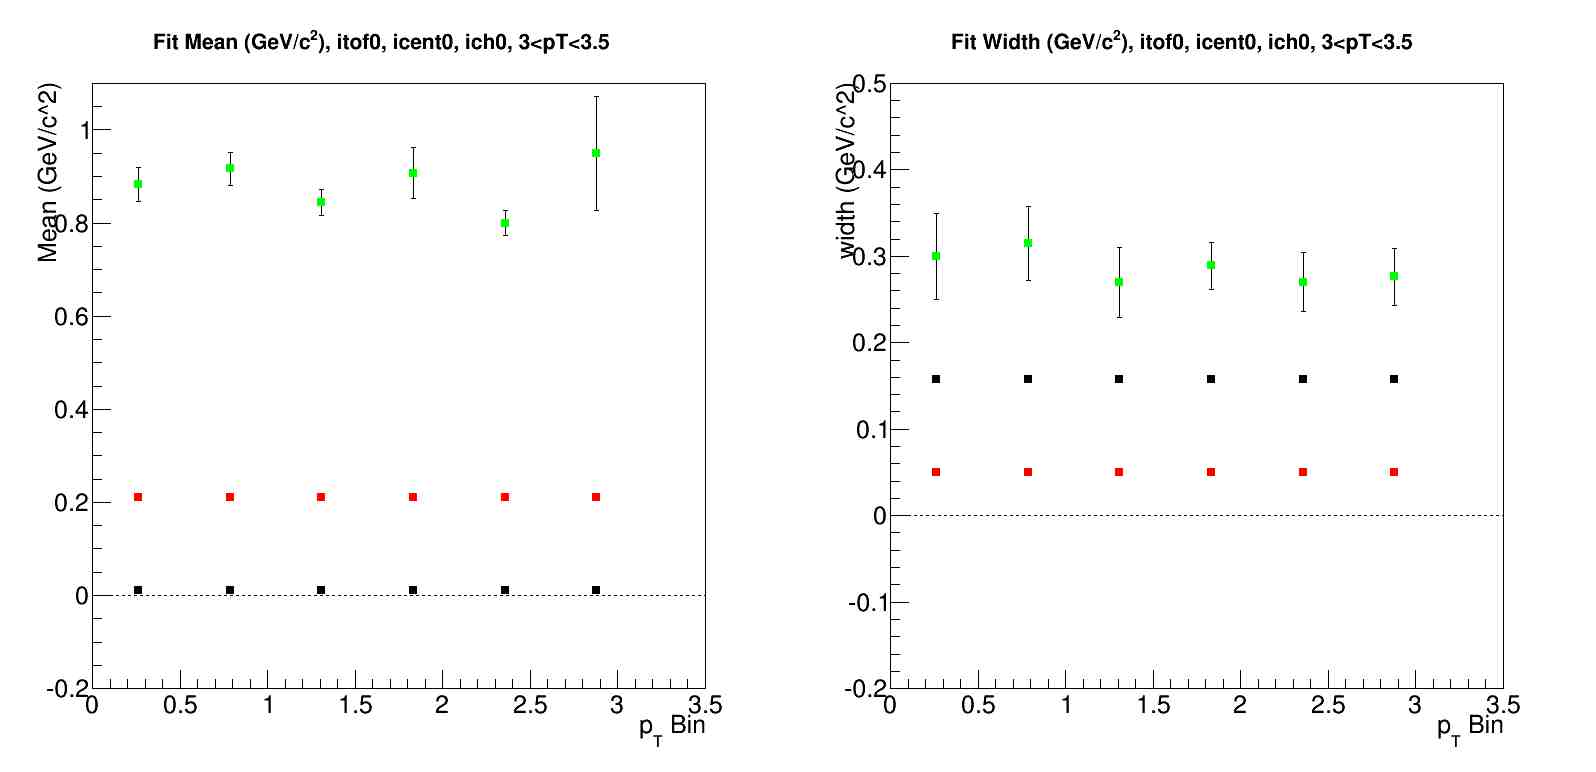 Fit Mean (GeV/c²), itof0, icent0, ich0, 3<pT<3.5
Mean (GeV/c^2)
1
0.8
0.6
0.4
0.2
0
-0.2
0 0.5 1 1.5 2 2.5 3 3.5
p_T Bin
Fit Width (GeV/c²), itof0, icent0, ich0, 3<pT<3.5
width (GeV/c^2)
0.5
0.4
0.3
0.2
0.1
0
-0.1
-0.2
0 0.5 1 1.5 2 2.5 3 3.5
p_T Bin